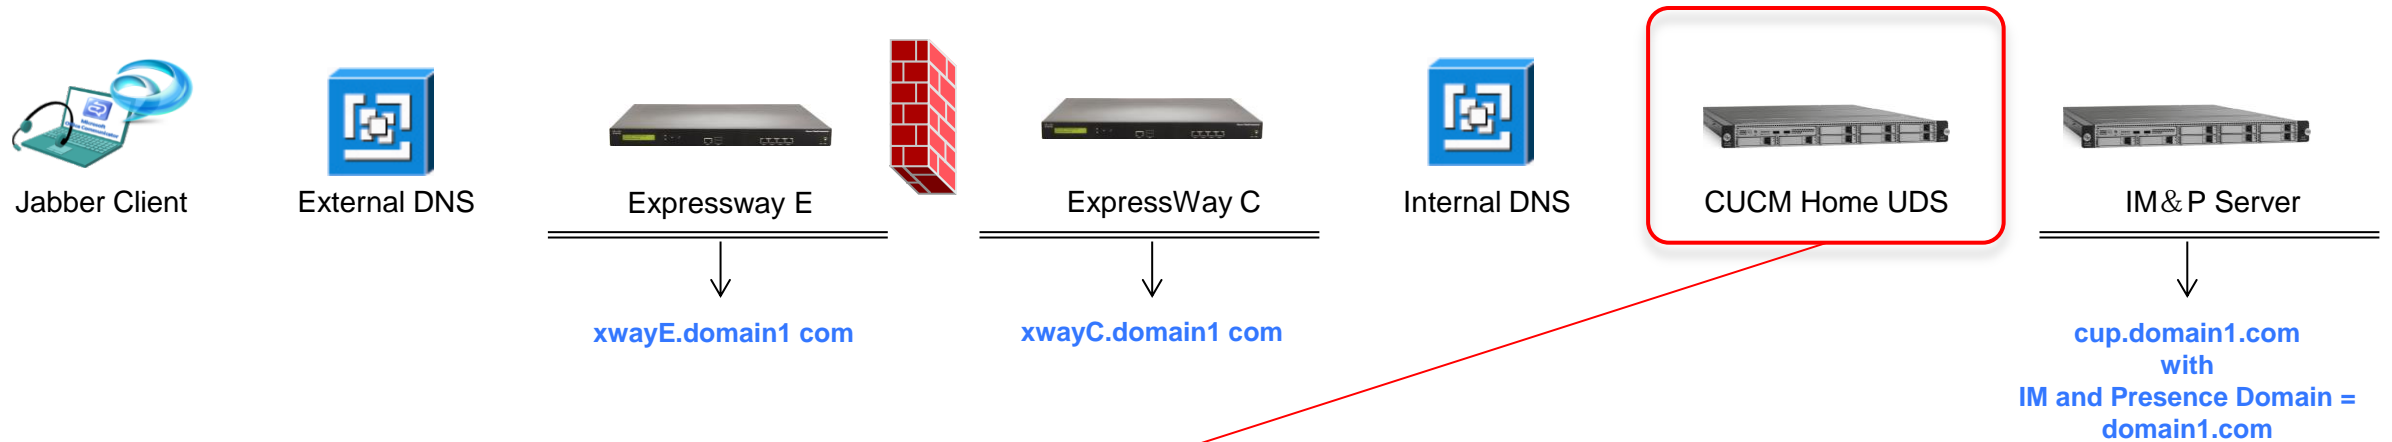 Jabber Client
External DNS
Expressway E
ExpressWay C
Internal DNS
CUCM Home UDS
IM&P Server
xwayE.domain1 com
xwayC.domain1 com
cup.domain1.com
with
IM and Presence Domain =
domain1.com